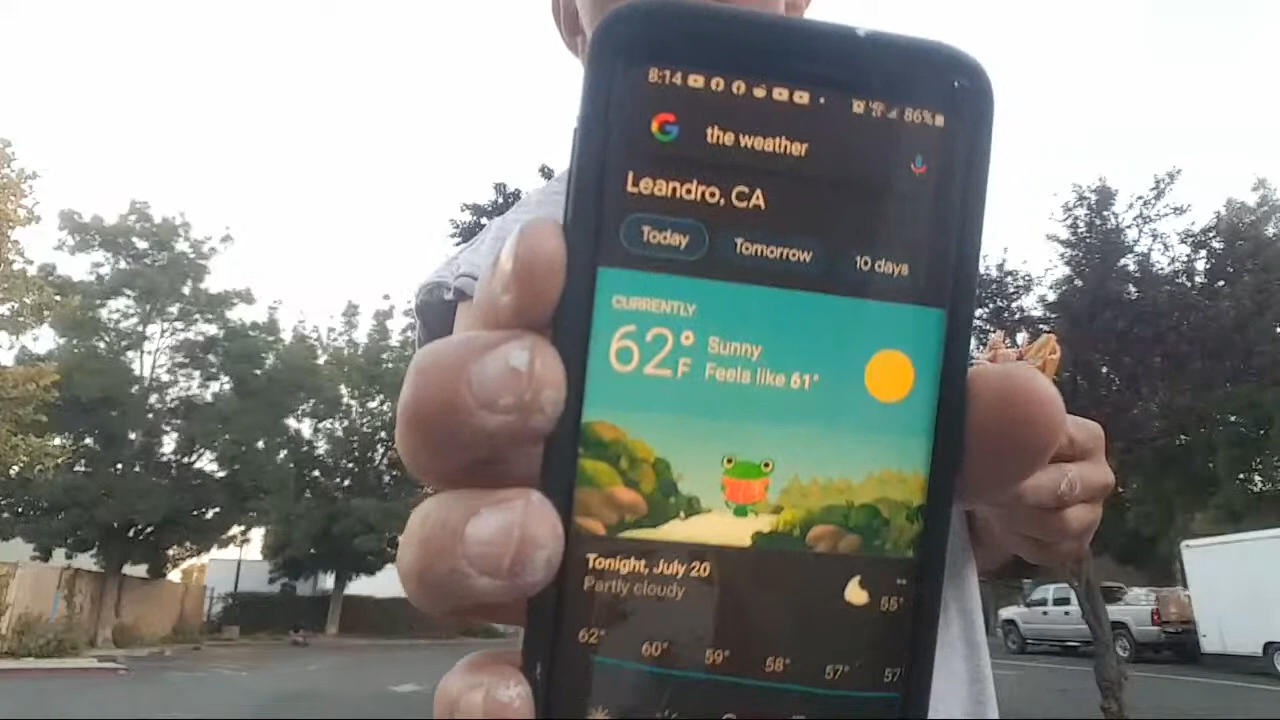 8:14 86%
G the weather
Leandro, CA
Today Tomorrow 10 days
CURRENTLY
62°F Sunny
Feels like 61°
Tonight, July 20
Partly cloudy
55°
62° 60° 59° 58° 57° 57